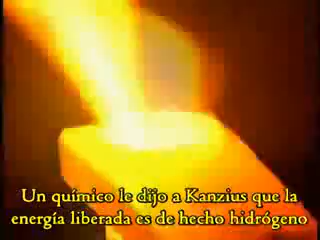 Un químico le dijo a Kanzius que la
energía liberada es de hecho hidrógeno